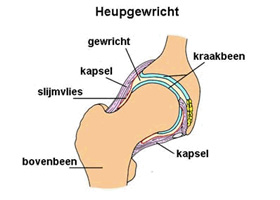 Heupgewricht
gewricht
kraakbeen
kapsel
slijmvlies
bovenbeen
kapsel